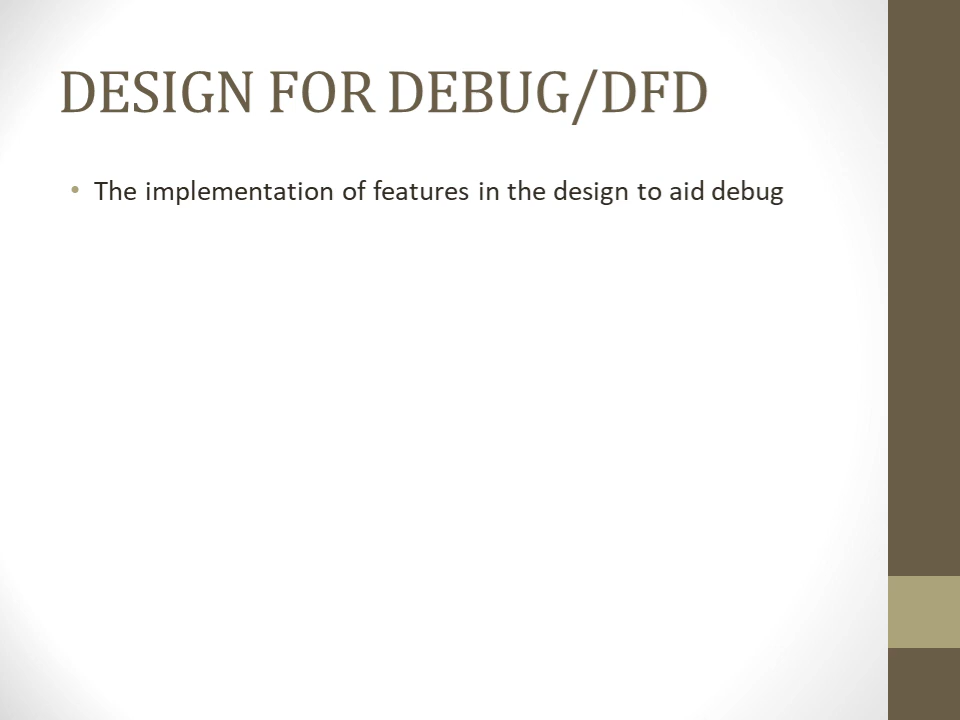 DESIGN FOR DEBUG/DFD
• The implementation of features in the design to aid debug